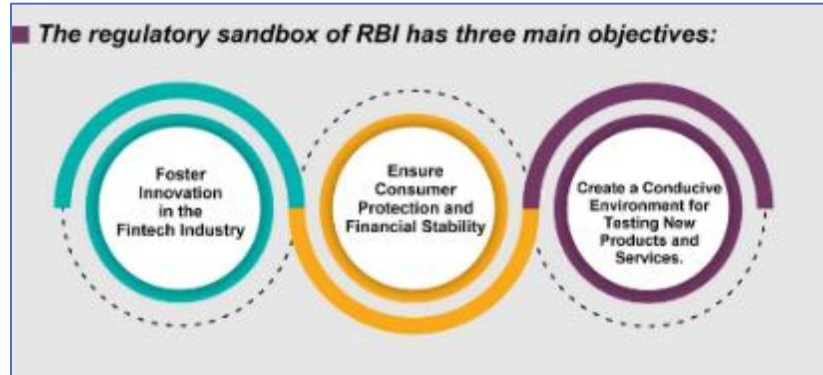 The regulatory sandbox of RBI has three main objectives:
Foster
Innovation
in the
Fintech Industry
Ensure
Consumer
Protection and
Financial Stability
Create a Conducive
Environment for
Testing New
Products and
Services.